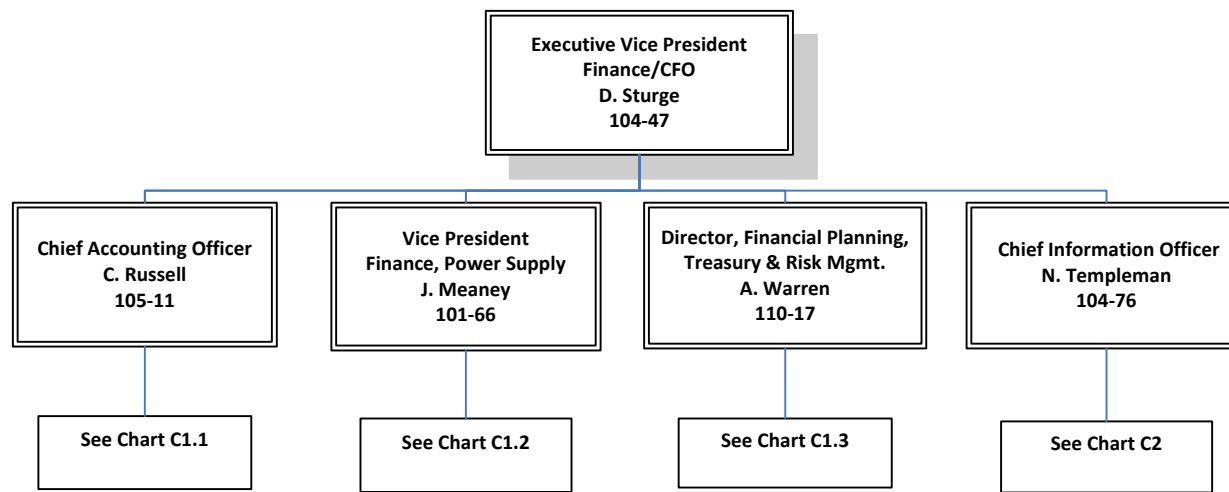 Executive Vice President
Finance/CFO
D. Sturge
104-47
Chief Accounting Officer
C. Russell
105-11
Vice President
Finance, Power Supply
J. Meaney
101-66
Director, Financial Planning,
Treasury & Risk Mgmt.
A. Warren
110-17
Chief Information Officer
N. Templeman
104-76
See Chart C1.1
See Chart C1.2
See Chart C1.3
See Chart C2